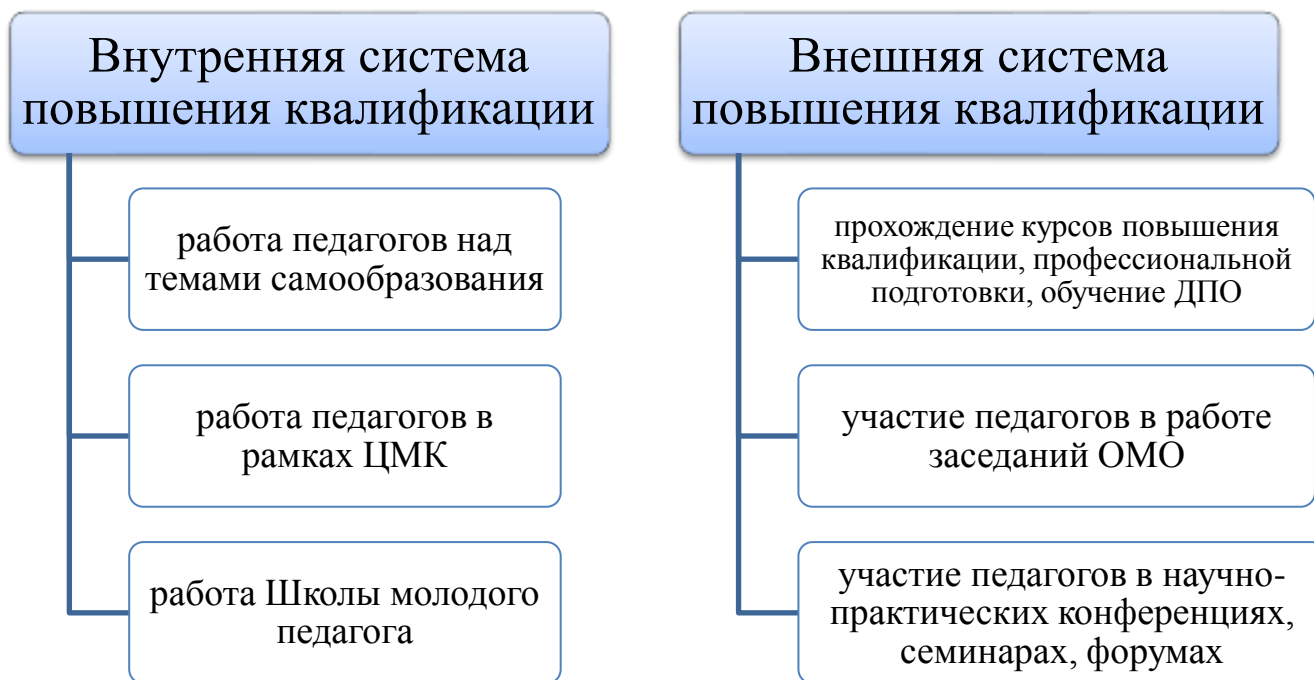 Внутренняя система
повышения квалификации
работа педагогов над
темами самообразования
работа педагогов в
рамках ЦМК
работа Школы молодого
педагога
Внешняя система
повышения квалификации
прохождение курсов повышения
квалификации, профессиональной
подготовки, обучение ДПО
участие педагогов в работе
заседаний ОМО
участие педагогов в научно-
практических конференциях,
семинарах, форумах